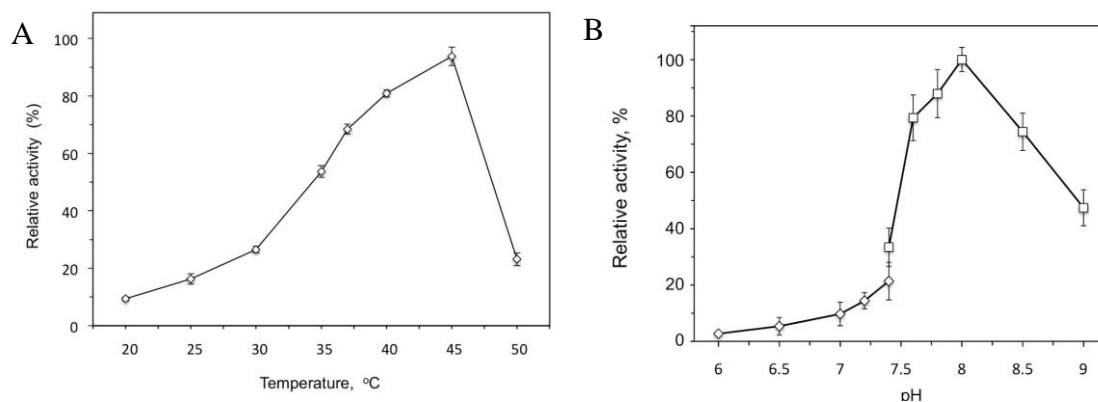 A
Relative activity (%)
100
80
60
40
20
0
20 25 30 35 40 45 50
Temperature, °C
B
Relative activity, %
100
80
60
40
20
0
6 6.5 7 7.5 8 8.5 9
pH